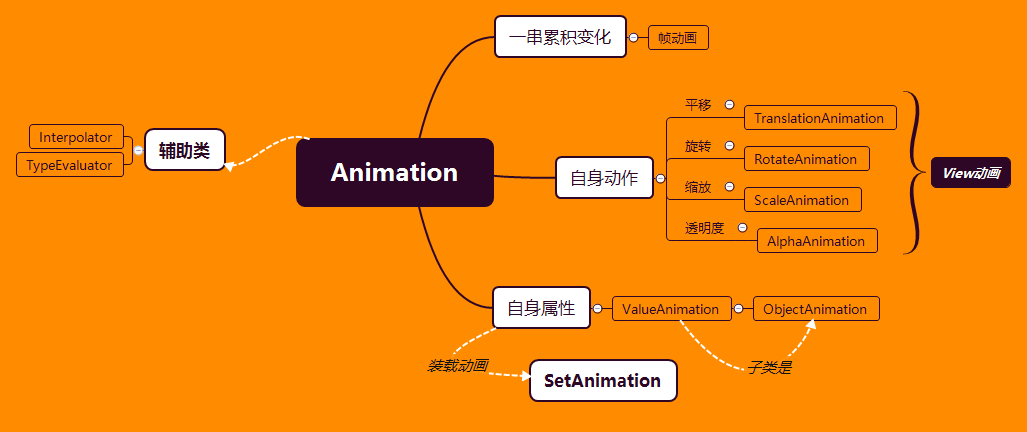 Animation
一串累积变化
帧动画
自身动作
平移
TranslationAnimation
旋转
RotateAnimation
缩放
ScaleAnimation
透明度
AlphaAnimation
View动画
自身属性
ValueAnimation
ObjectAnimation
子类是
装载动画
SetAnimation
辅助类
Interpolator
TypeEvaluator